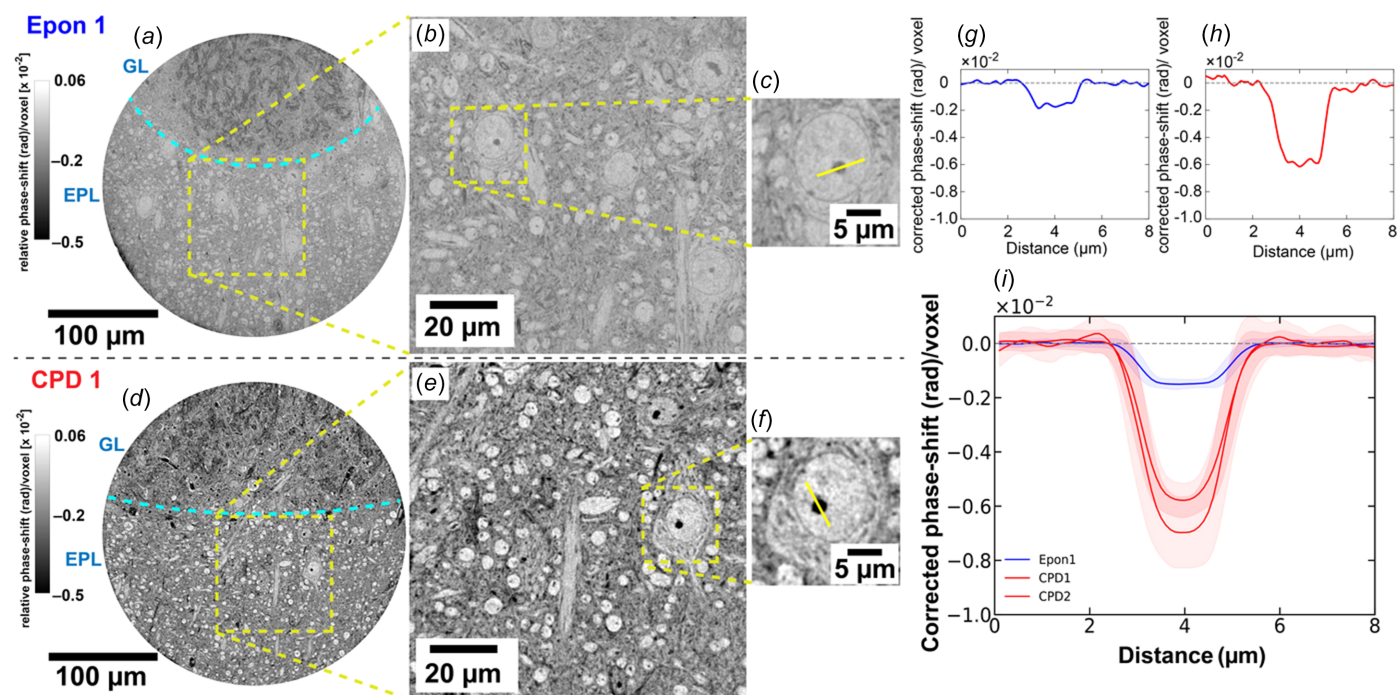 Epon 1
(a)
GL
EPL
relative phase-shift (rad)/voxel [x 10-2]
0.06
−0.2
−0.5
100 µm
(b)
20 µm
(c)
5 µm
(g)
corrected phase-shift (rad)/ voxel
×10−2
0
−0.2
−0.4
−0.6
−0.8
−1.0
0 2 4 6 8
Distance (µm)
(h)
corrected phase-shift (rad)/ voxel
×10−2
0
−0.2
−0.4
−0.6
−0.8
−1.0
0 2 4 6 8
Distance (µm)
CPD 1
(d)
GL
EPL
relative phase-shift (rad)/voxel [x 10-2]
0.06
−0.2
−0.5
100 µm
(e)
20 µm
(f)
5 µm
(i)
×10−2
Corrected phase-shift (rad)/voxel
0.0
−0.2
−0.4
−0.6
−0.8
−1.0
Epon1
CPD1
CPD2
0 2 4 6 8
Distance (µm)